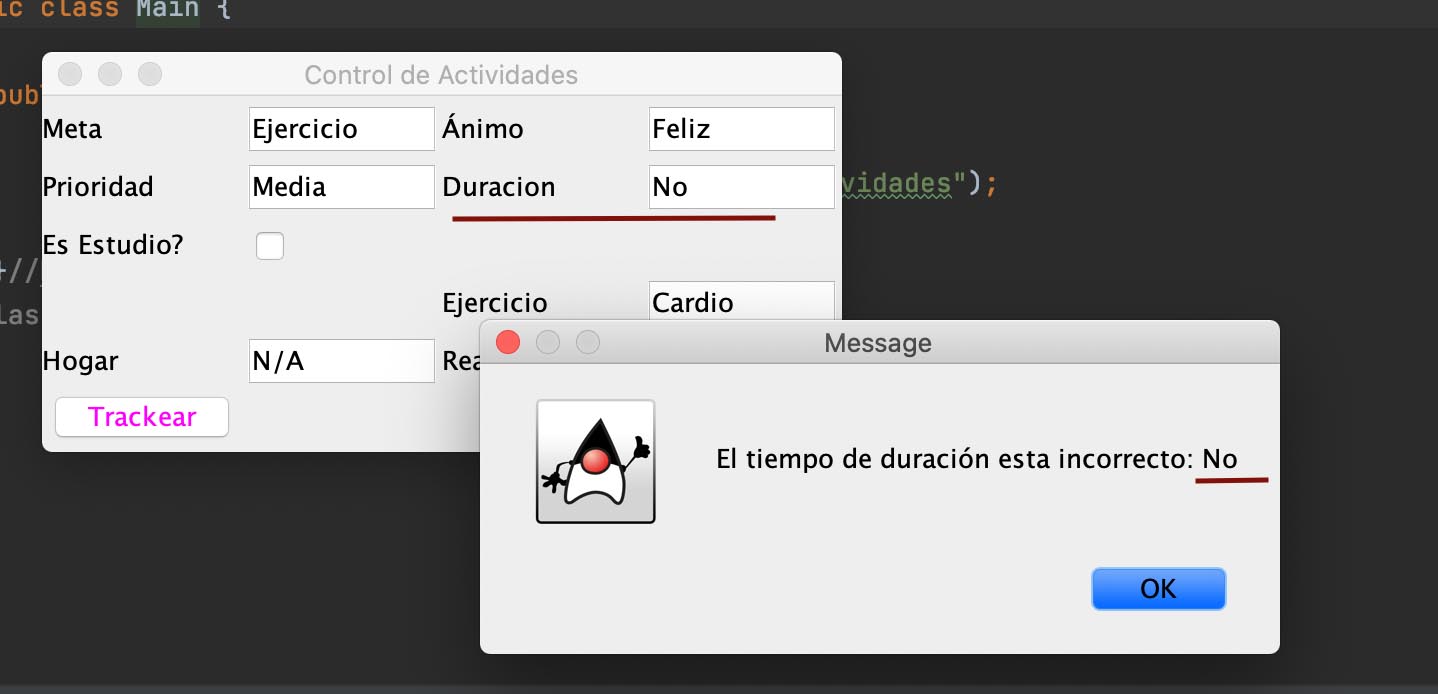 ic class Main {
Control de Actividades
publ
Meta Ejercicio Ánimo Feliz
Prioridad Media Duracion No
vidades");
Es Estudio?
}//
Ejercicio Cardio
las
Message
Hogar N/A Rea
Trackear
El tiempo de duración esta incorrecto: No
OK